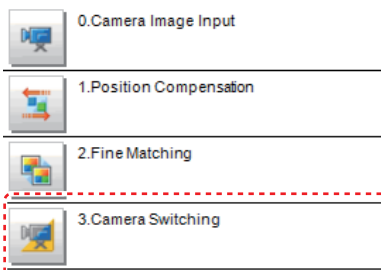 0.Camera Image Input
1.Position Compensation
2.Fine Matching
3.Camera Switching